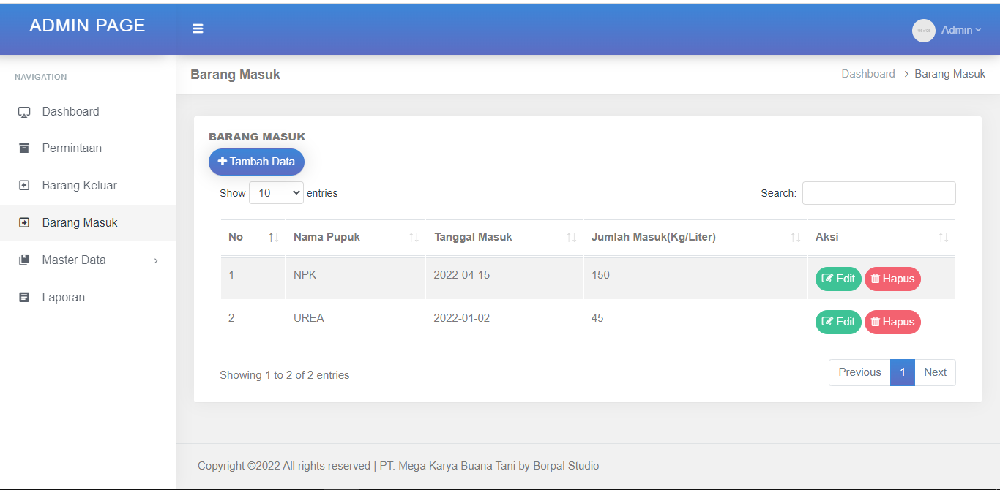 ADMIN PAGE
Admin
NAVIGATION
Dashboard
Permintaan
Barang Keluar
Barang Masuk
Master Data
Laporan
Barang Masuk
Dashboard > Barang Masuk
BARANG MASUK
Tambah Data
Show 10 entries
Search:
No Nama Pupuk Tanggal Masuk Jumlah Masuk(Kg/Liter) Aksi
1 NPK 2022-04-15 150 Edit Hapus
2 UREA 2022-01-02 45 Edit Hapus
Showing 1 to 2 of 2 entries
Previous 1 Next
Copyright ©2022 All rights reserved | PT. Mega Karya Buana Tani by Borpal Studio